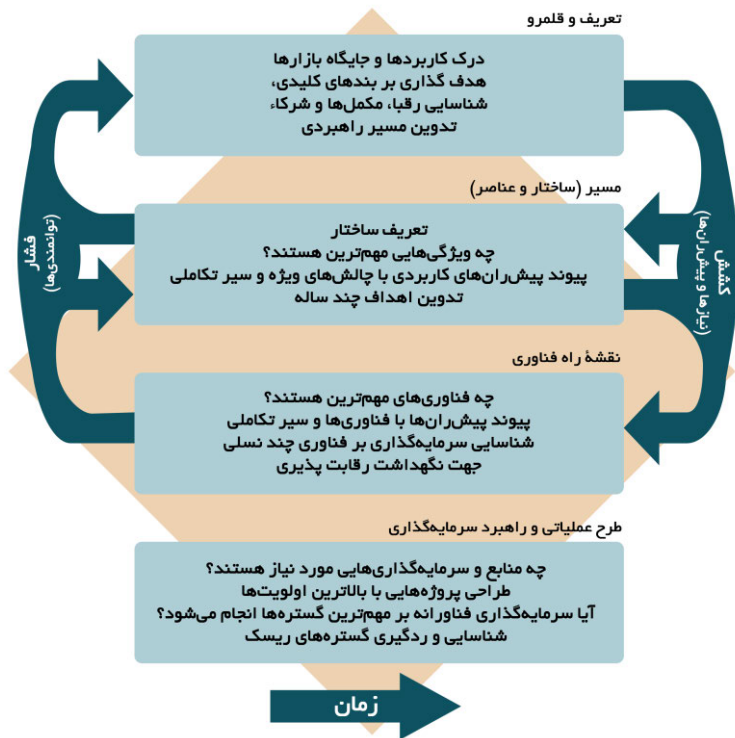 تعریف و قلمرو
درک کاربردها و جایگاه بازارها
هدف گذاری بر بندهای کلیدی،
شناسایی رقبا، مکمل‌ها و شرکاء
تدوین مسیر راهبردی
مسیر (ساختار و عناصر)
تعریف ساختار
چه ویژگی‌هایی مهم‌ترین هستند؟
پیوند پیش‌ران‌های کاربردی با چالش‌های ویژه و سیر تکاملی
تدوین اهداف چند ساله
کشش
(نیازها و پیش‌ران‌ها)
فشار
(توانمندی‌ها)
نقشهٔ راه فناوری
چه فناوری‌های مهم‌ترین هستند؟
پیوند پیش‌ران‌ها با فناوری‌ها و سیر تکاملی
شناسایی سرمایه‌گذاری بر فناوری چند نسلی
جهت نگهداشت رقابت پذیری
طرح عملیاتی و راهبرد سرمایه‌گذاری
چه منابع و سرمایه‌گذاری‌هایی مورد نیاز هستند؟
طراحی پروژه‌هایی با بالاترین اولویت‌ها
آیا سرمایه‌گذاری فناورانه بر مهم‌ترین گستره‌ها انجام می‌شود؟
شناسایی و ردگیری گستره‌های ریسک
زمان